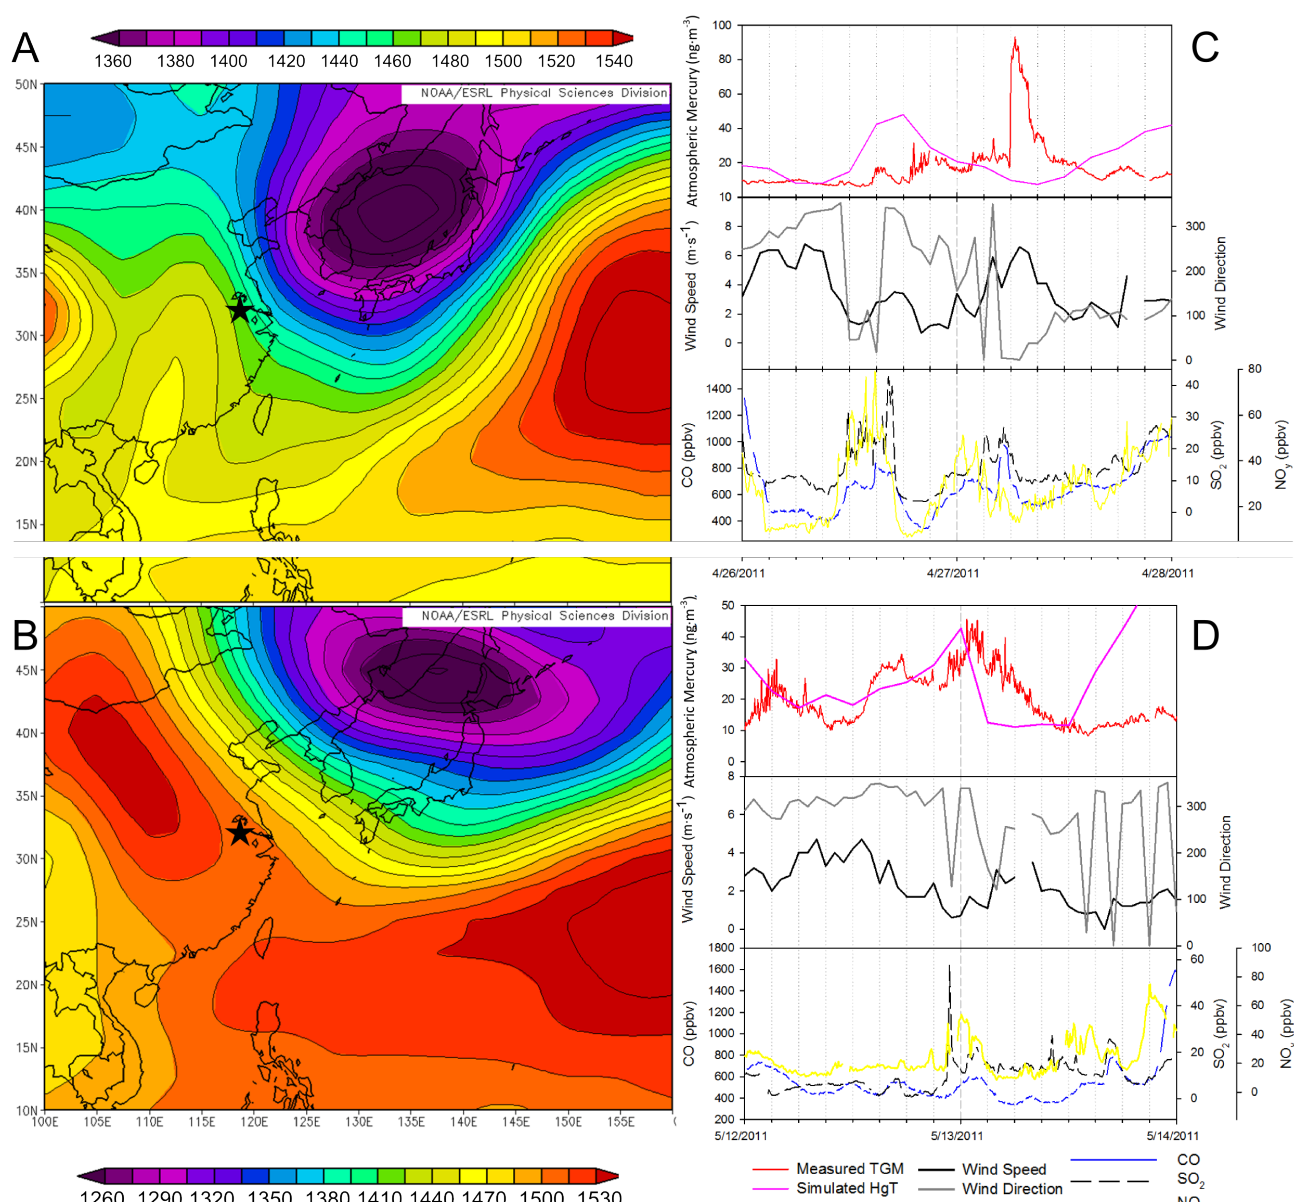 A
1360 1380 1400 1420 1440 1460 1480 1500 1520 1540
NOAA/ESRL Physical Sciences Division
50N
45N
40N
35N
30N
25N
20N
15N
B
NOAA/ESRL Physical Sciences Division
45N
40N
35N
30N
25N
20N
15N
10N
100E 105E 110E 115E 120E 125E 130E 135E 140E 145E 150E 155E
1260 1290 1320 1350 1380 1410 1440 1470 1500 1530
C
Atmospheric Mercury (ng·m⁻³)
100
80
60
40
20
10
Wind Speed (m·s⁻¹)
8
6
4
2
0
Wind Direction
300
200
100
0
CO (ppbv)
1400
1200
1000
800
600
400
SO₂ (ppbv)
40
30
20
10
0
NOy (ppbv)
80
60
40
20
4/26/2011 4/27/2011 4/28/2011
D
Atmospheric Mercury (ng·m⁻³)
50
40
30
20
10
0
Wind Speed (m·s⁻¹)
8
6
4
2
0
Wind Direction
300
200
100
0
CO (ppbv)
1800
1600
1400
1200
1000
800
600
400
200
SO₂ (ppbv)
60
40
20
0
(ppbv)
100
80
60
40
20
0
5/12/2011 5/13/2011 5/14/2011
Measured TGM
Simulated HgT
Wind Speed
Wind Direction
CO
SO₂